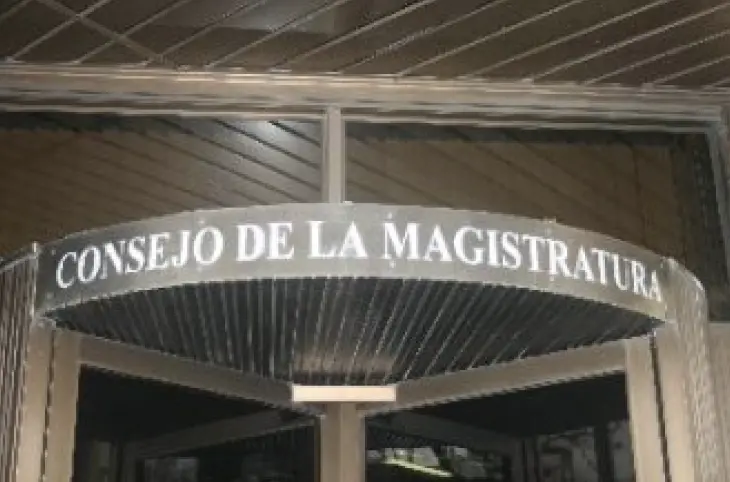 CONSEJO DE LA MAGISTRATURA